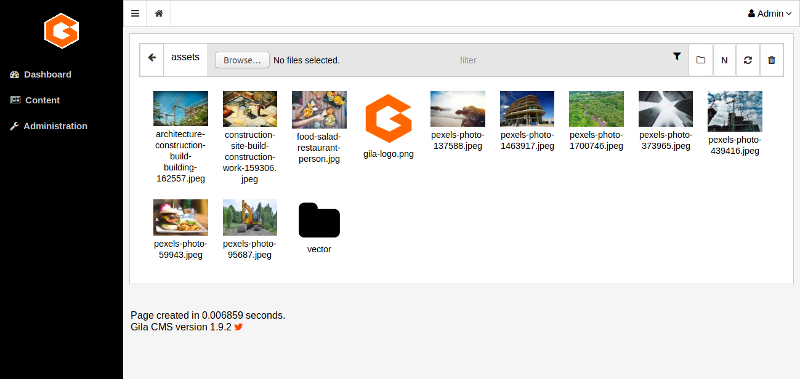 Admin
Dashboard
Content
Administration
assets
Browse...
No files selected.
filter
N
architecture-
construction-
build-
building-
162557.jpeg
construction-
site-build-
construction-
work-159306.
jpeg
food-salad-
restaurant-
person.jpg
gila-logo.png
pexels-photo-
137588.jpeg
pexels-photo-
1463917.jpeg
pexels-photo-
1700746.jpeg
pexels-photo-
373965.jpeg
pexels-photo-
439416.jpeg
pexels-photo-
59943.jpeg
pexels-photo-
95687.jpeg
vector
Page created in 0.006859 seconds.
Gila CMS version 1.9.2